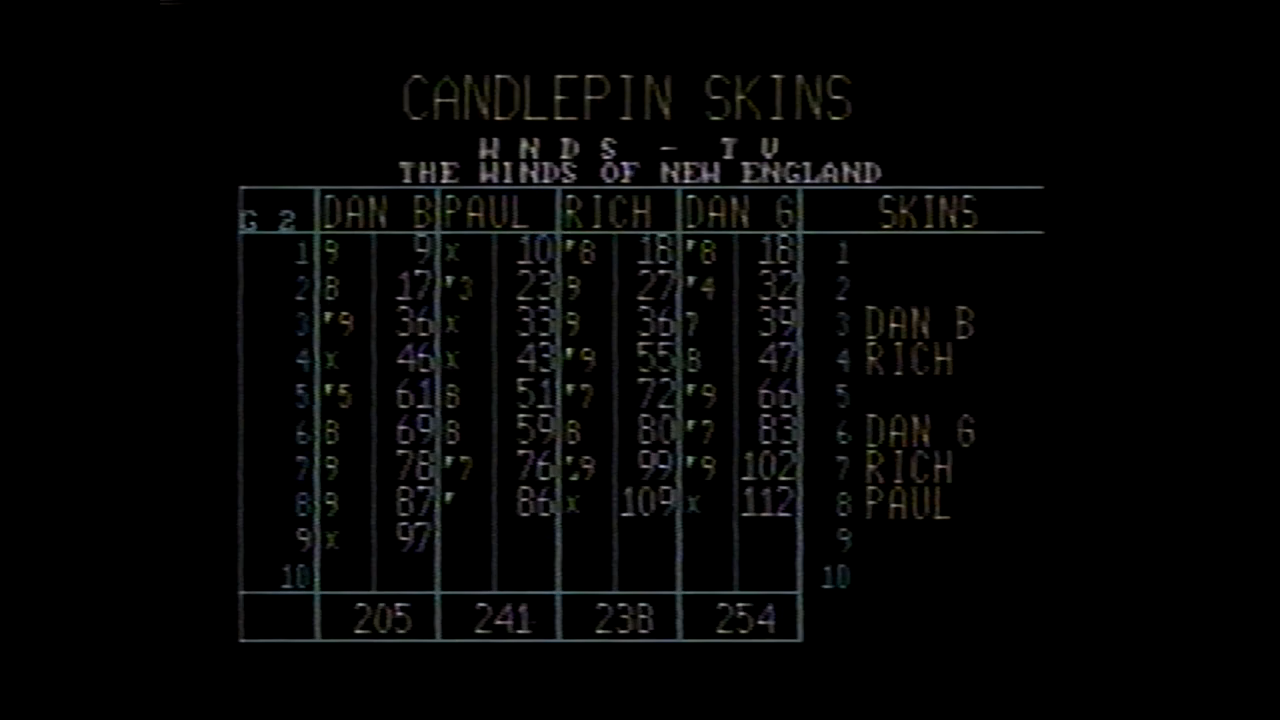 CANDLEPIN SKINS
WNDS - TV
THE WINDS OF NEW ENGLAND
G 2 DAN B PAUL RICH DAN G SKINS
1 9 9 x 10 8 18 8 18 1
2 8 17 3 23 9 27 4 32 2
3 9 36 x 33 9 36 7 39 3 DAN B
4 x 46 x 43 9 55 8 47 4 RICH
5 5 61 8 51 7 72 9 66 5
6 8 69 8 59 8 80 7 83 6 DAN G
7 9 78 7 76 9 99 9 102 7 RICH
8 9 87 86 x 109 x 112 8 PAUL
9 x 97 9
10 10
205 241 238 254